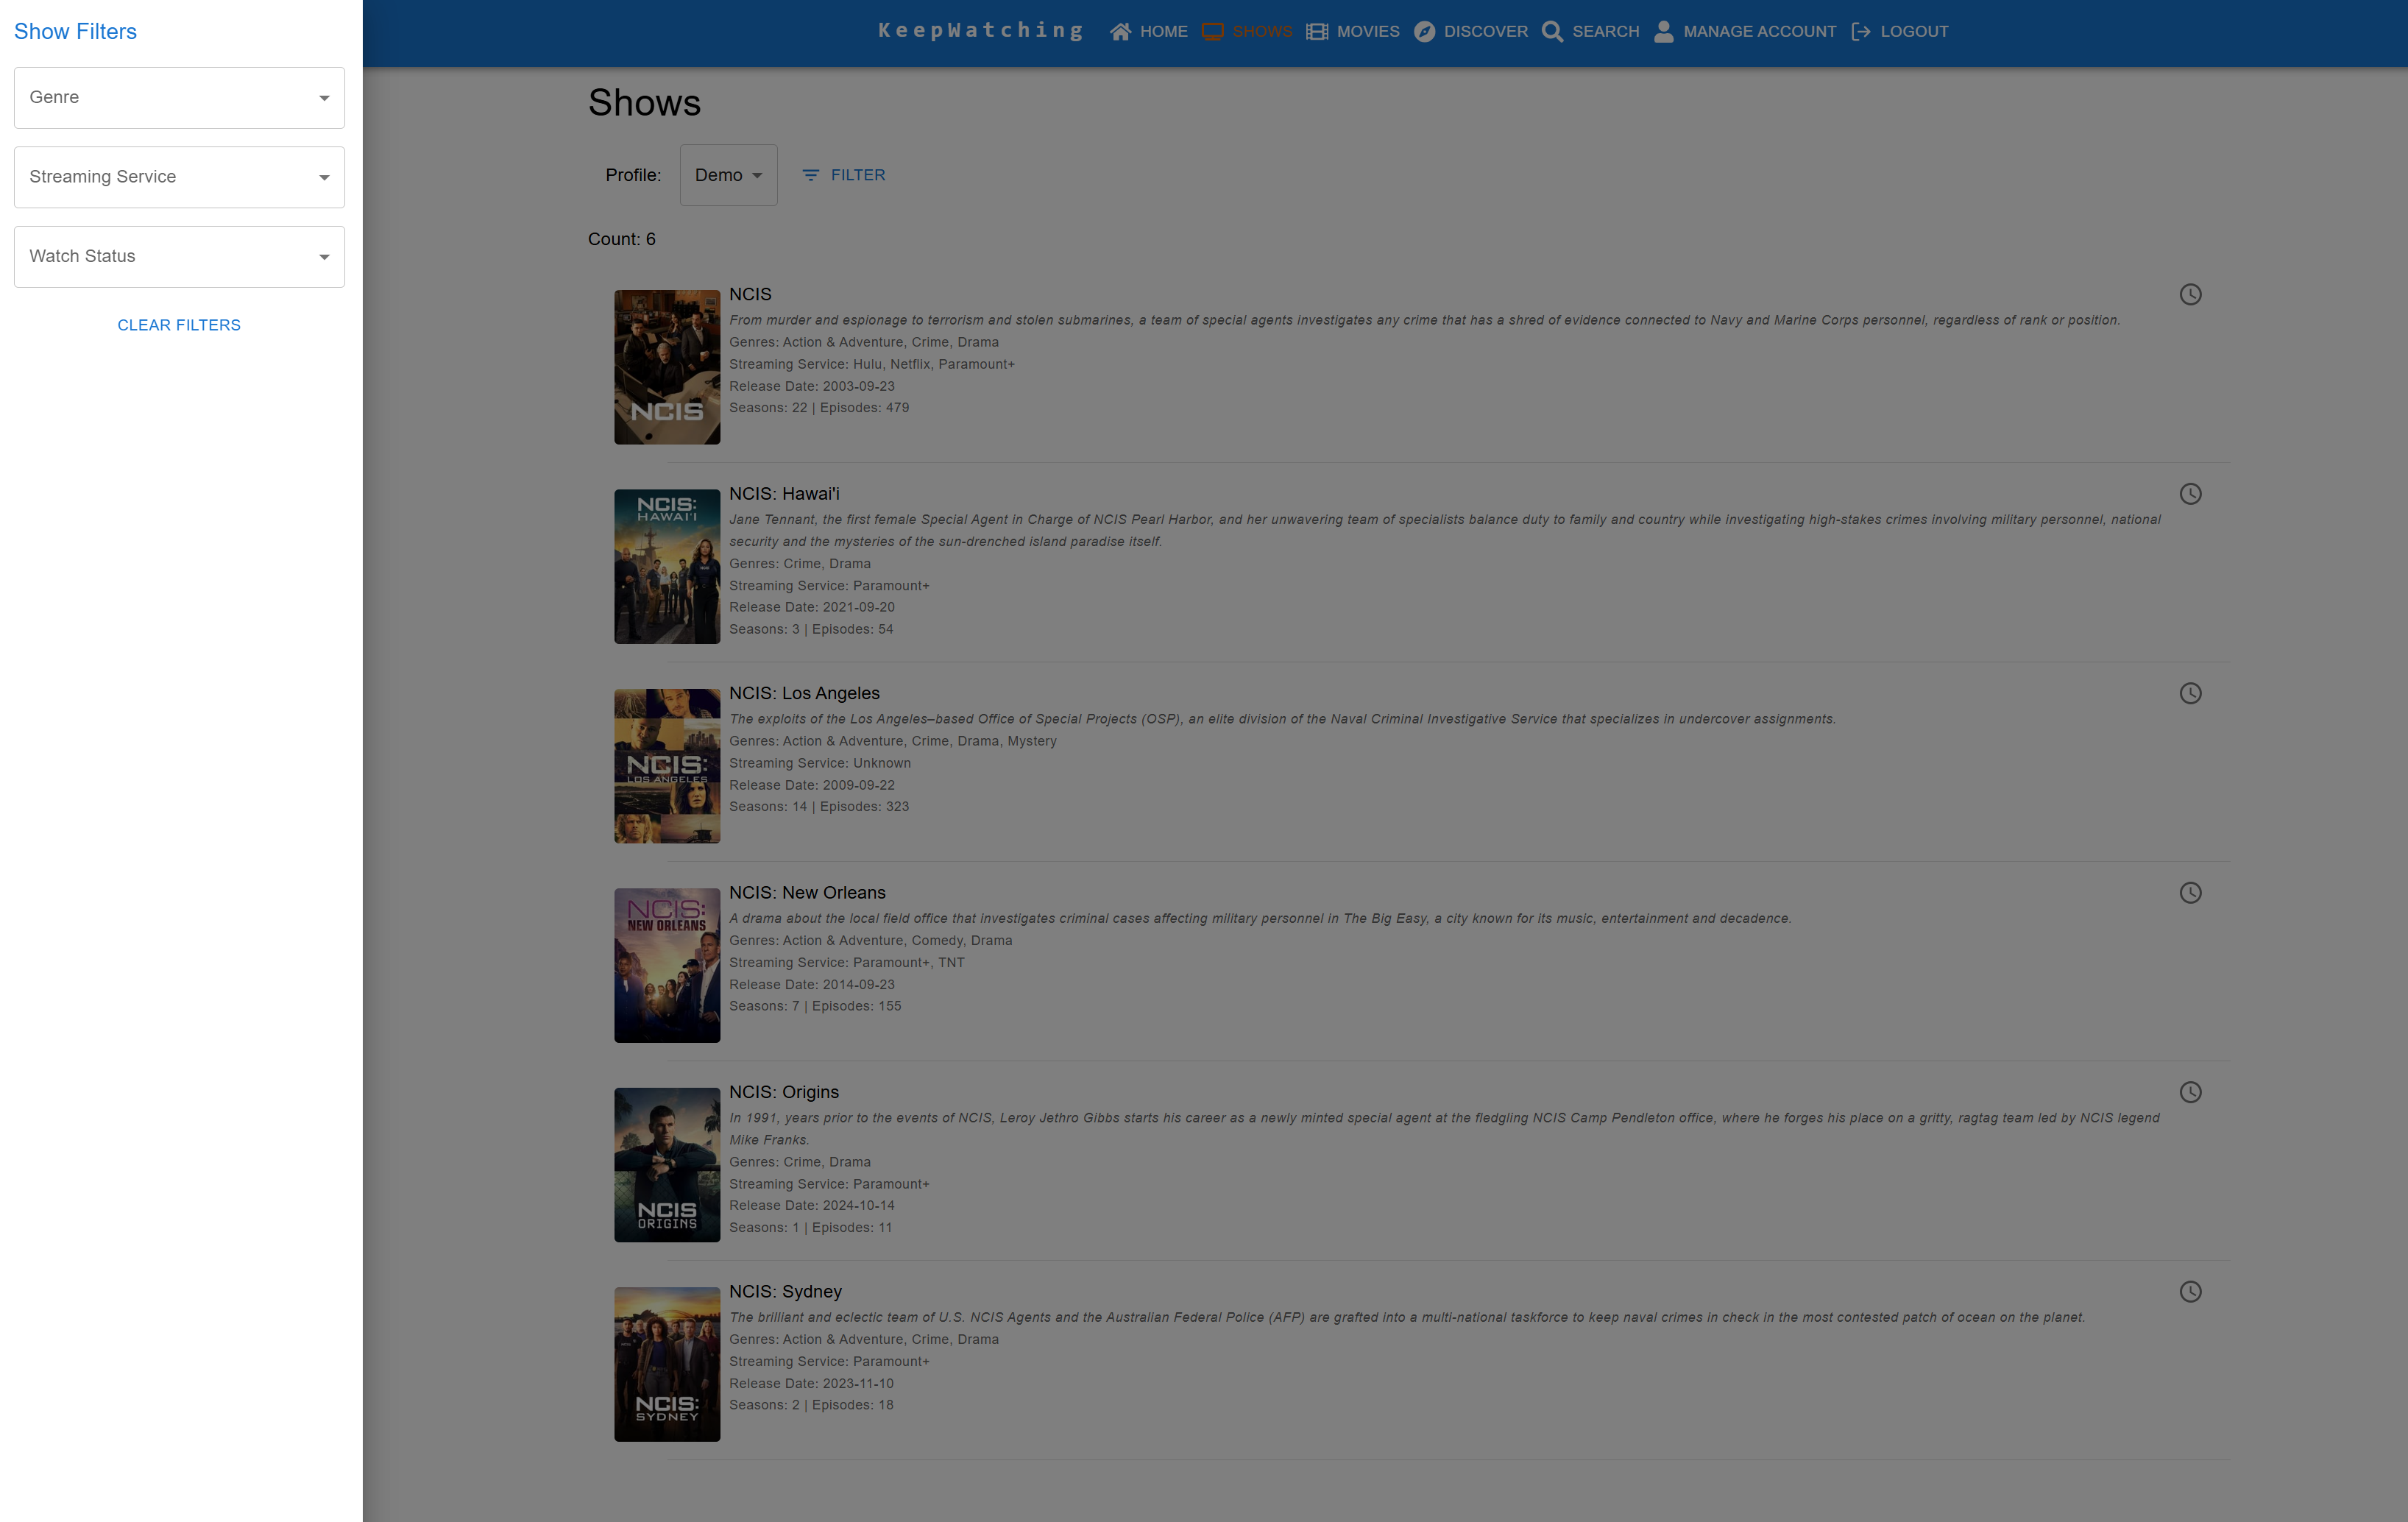 Show Filters
Genre
Streaming Service
Watch Status
CLEAR FILTERS
KeepWatching HOME SHOWS MOVIES DISCOVER SEARCH MANAGE ACCOUNT LOGOUT
Shows
Profile: Demo FILTER
Count: 6
NCIS
NCIS
From murder and espionage to terrorism and stolen submarines, a team of special agents investigates any crime that has a shred of evidence connected to Navy and Marine Corps personnel, regardless of rank or position.
Genres: Action & Adventure, Crime, Drama
Streaming Service: Hulu, Netflix, Paramount+
Release Date: 2003-09-23
Seasons: 22 | Episodes: 479
NCIS:
HAWAI'I
NCIS: Hawai'i
Jane Tennant, the first female Special Agent in Charge of NCIS Pearl Harbor, and her unwavering team of specialists balance duty to family and country while investigating high-stakes crimes involving military personnel, national
security and the mysteries of the sun-drenched island paradise itself.
Genres: Crime, Drama
Streaming Service: Paramount+
Release Date: 2021-09-20
Seasons: 3 | Episodes: 54
NCIS:
LOS ANGELES
NCIS: Los Angeles
The exploits of the Los Angeles–based Office of Special Projects (OSP), an elite division of the Naval Criminal Investigative Service that specializes in undercover assignments.
Genres: Action & Adventure, Crime, Drama, Mystery
Streaming Service: Unknown
Release Date: 2009-09-22
Seasons: 14 | Episodes: 323
NCIS:
NEW ORLEANS
NCIS: New Orleans
A drama about the local field office that investigates criminal cases affecting military personnel in The Big Easy, a city known for its music, entertainment and decadence.
Genres: Action & Adventure, Comedy, Drama
Streaming Service: Paramount+, TNT
Release Date: 2014-09-23
Seasons: 7 | Episodes: 155
NCIS
ORIGINS
NCIS: Origins
In 1991, years prior to the events of NCIS, Leroy Jethro Gibbs starts his career as a newly minted special agent at the fledgling NCIS Camp Pendleton office, where he forges his place on a gritty, ragtag team led by NCIS legend
Mike Franks.
Genres: Crime, Drama
Streaming Service: Paramount+
Release Date: 2024-10-14
Seasons: 1 | Episodes: 11
NCIS:
SYDNEY
NCIS: Sydney
The brilliant and eclectic team of U.S. NCIS Agents and the Australian Federal Police (AFP) are grafted into a multi-national taskforce to keep naval crimes in check in the most contested patch of ocean on the planet.
Genres: Action & Adventure, Crime, Drama
Streaming Service: Paramount+
Release Date: 2023-11-10
Seasons: 2 | Episodes: 18